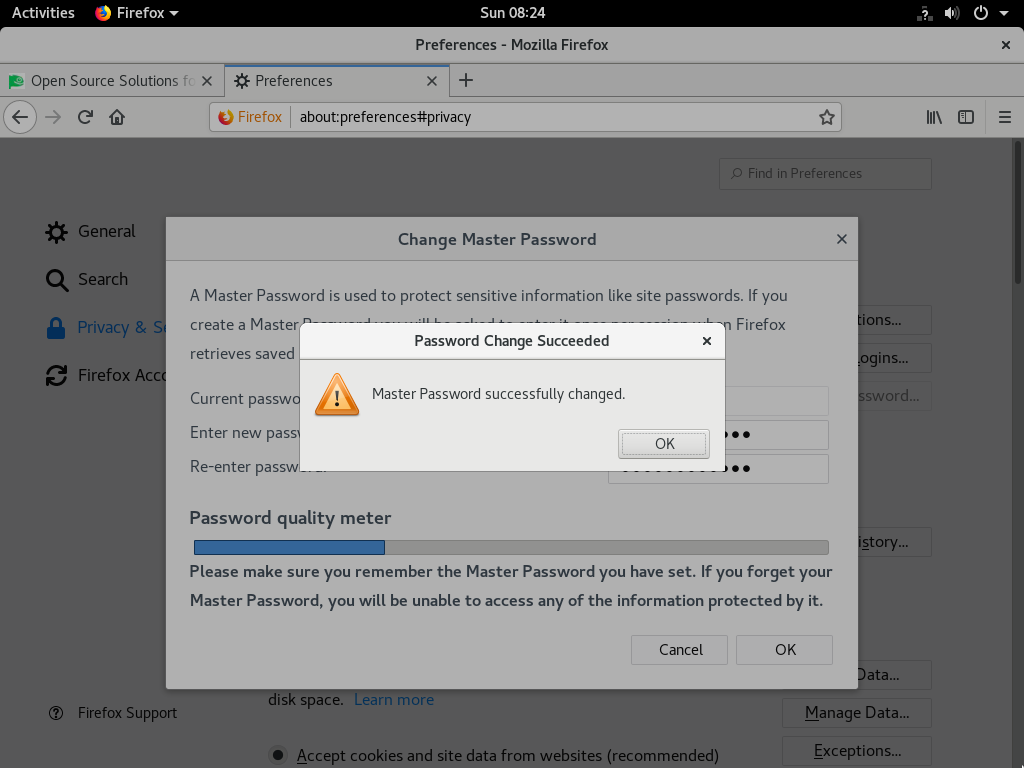 Activities Firefox Sun 08:24
Preferences - Mozilla Firefox
Open Source Solutions fo Preferences
Firefox about:preferences#privacy
Find in Preferences
General
Change Master Password
Search
A Master Password is used to protect sensitive information like site passwords. If you
create a Master Password you will be asked to enter it once per session when Firefox
Privacy & Se
retrieves saved
Password Change Succeeded
tions...
Logins...
Firefox Acco
Master Password successfully changed.
Current passwo
ssword...
Enter new passw
OK
Re-enter password:
Password quality meter
istory...
Please make sure you remember the Master Password you have set. If you forget your
Master Password, you will be unable to access any of the information protected by it.
Cancel OK
Data...
disk space. Learn more
Firefox Support
Manage Data...
Accept cookies and site data from websites (recommended)
Exceptions...